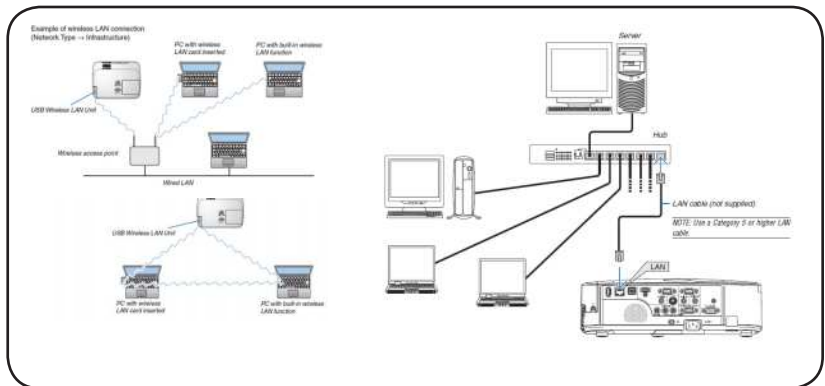 Example of wireless LAN connection
(Network Type → Infrastructure)
PC with wireless
LAN card inserted
PC with built-in wireless
LAN function
USB Wireless LAN Unit
Wireless access point
Wired LAN
USB Wireless LAN Unit
PC with wireless
LAN card inserted
PC with built-in wireless
LAN function
Server
Hub
LAN cable (not supplied)
NOTE: Use a Category 5 or higher LAN
cable.
LAN